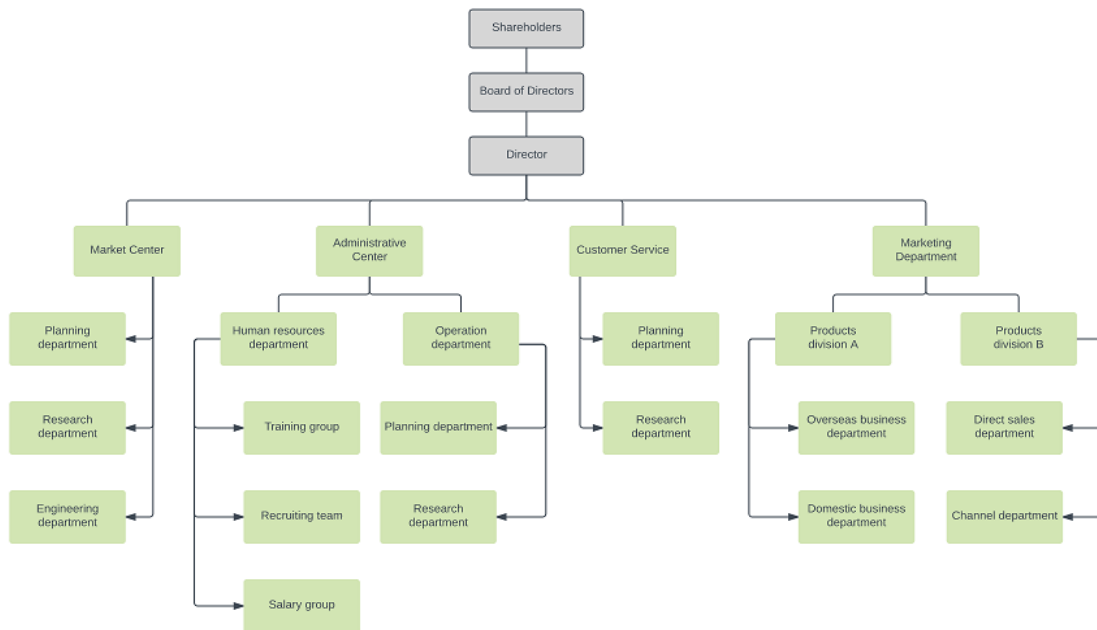 Shareholders
Board of Directors
Director
Market Center
Administrative
Center
Customer Service
Marketing
Department
Planning
department
Human resources
department
Operation
department
Planning
department
Products
division A
Products
division B
Research
department
Training group
Planning department
Research
department
Overseas business
department
Direct sales
department
Engineering
department
Recruiting team
Research
department
Domestic business
department
Channel department
Salary group